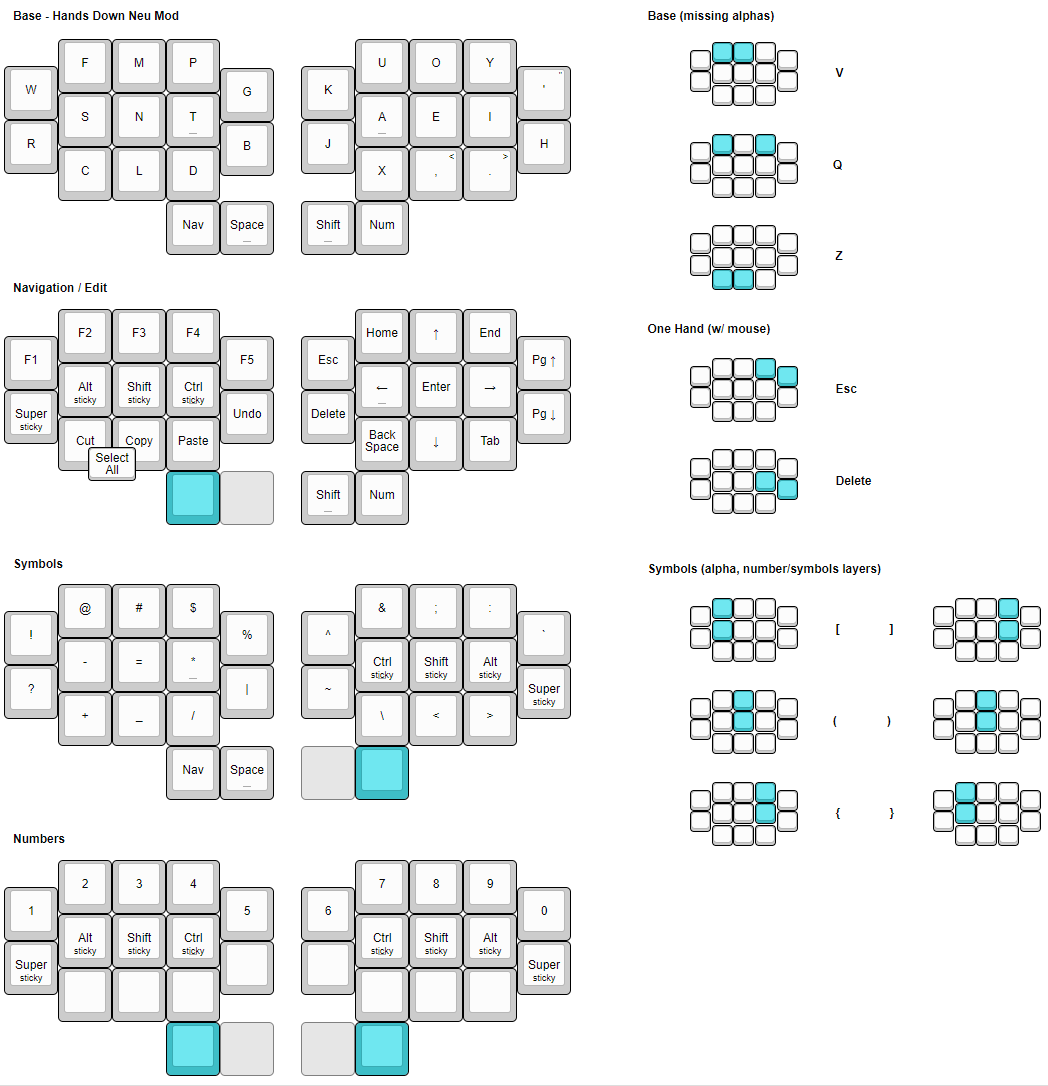 Base - Hands Down Neu Mod
F M P
W G
S N T
_
R B
C L D
Nav Space
_
U O Y
K ' "
A E I
_
J H
X , < . >
Shift Num
_
Navigation / Edit
F2 F3 F4
F1 F5
Alt Shift Ctrl
sticky sticky sticky
Super Undo
sticky
Cut Copy Paste
Select
All
Home ↑ End
Esc Pg ↑
← Enter →
_
Delete Pg ↓
Back
Space ↓ Tab
Shift Num
_
Symbols
@ # $
! %
- = *
_
? |
+ _ /
Nav Space
_
& ; :
^ `
Ctrl Shift Alt
sticky sticky sticky
~ Super
sticky
\ < >
Numbers
2 3 4
1 5
Alt Shift Ctrl
sticky sticky sticky
Super
sticky
7 8 9
6 0
Ctrl Shift Alt
sticky sticky sticky
Super
sticky
Base (missing alphas)
V
Q
Z
One Hand (w/ mouse)
Esc
Delete
Symbols (alpha, number/symbols layers)
[ ]
( )
{ }